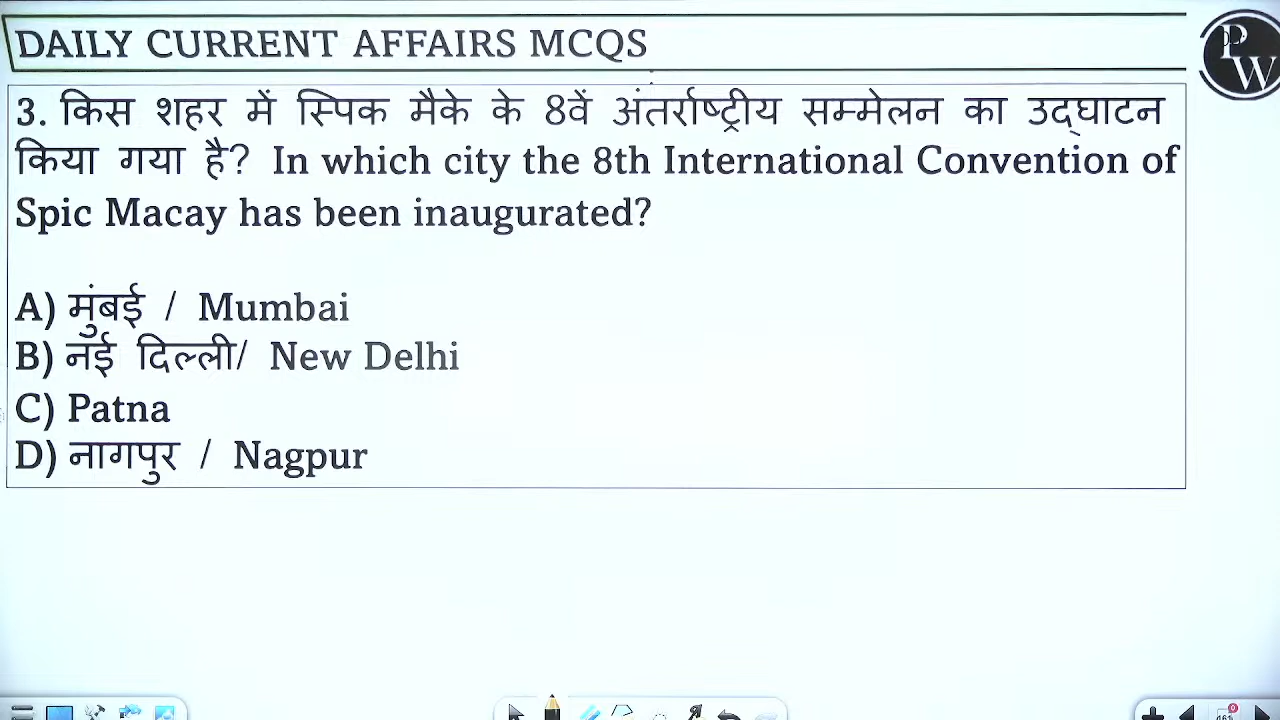 DAILY CURRENT AFFAIRS MCQS
PW
3. किस शहर में स्पिक मैके के 8वें अंतर्राष्ट्रीय सम्मेलन का उद्घाटन
किया गया है? In which city the 8th International Convention of
Spic Macay has been inaugurated?
A) मुंबई / Mumbai
B) नई दिल्ली/ New Delhi
C) Patna
D) नागपुर / Nagpur